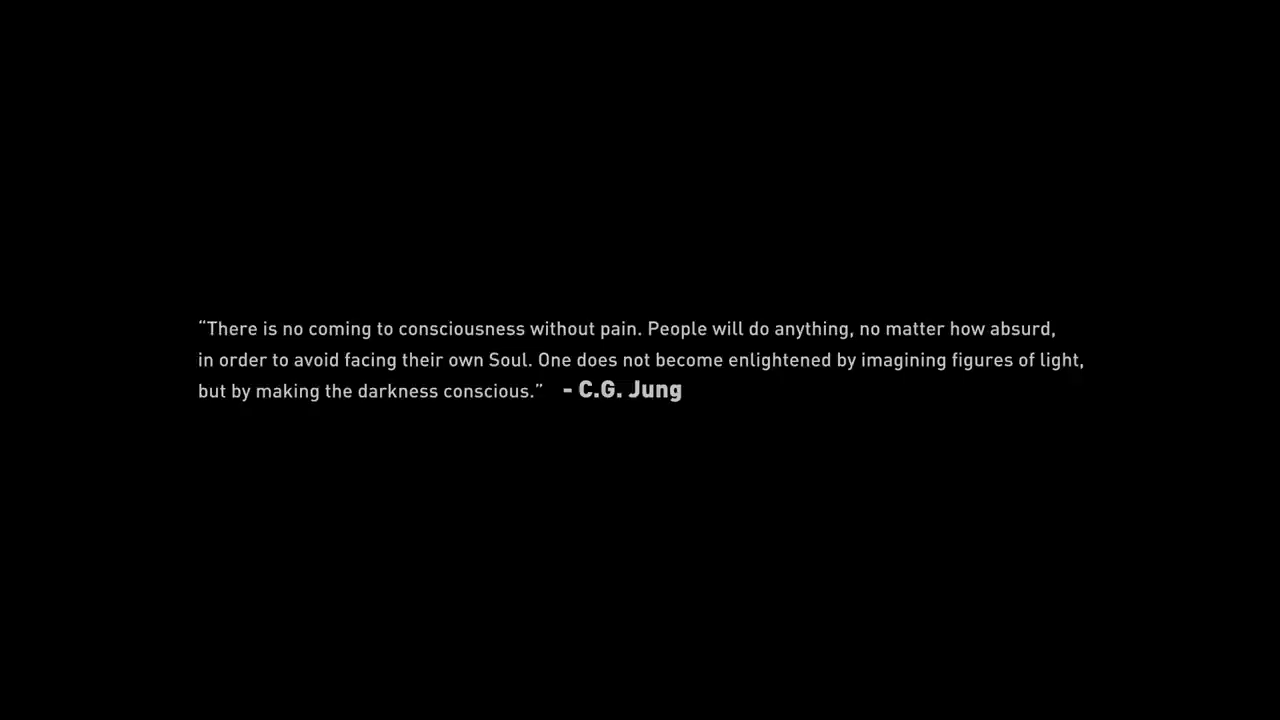 “There is no coming to consciousness without pain. People will do anything, no matter how absurd,
in order to avoid facing their own Soul. One does not become enlightened by imagining figures of light,
but by making the darkness conscious.” - C.G. Jung